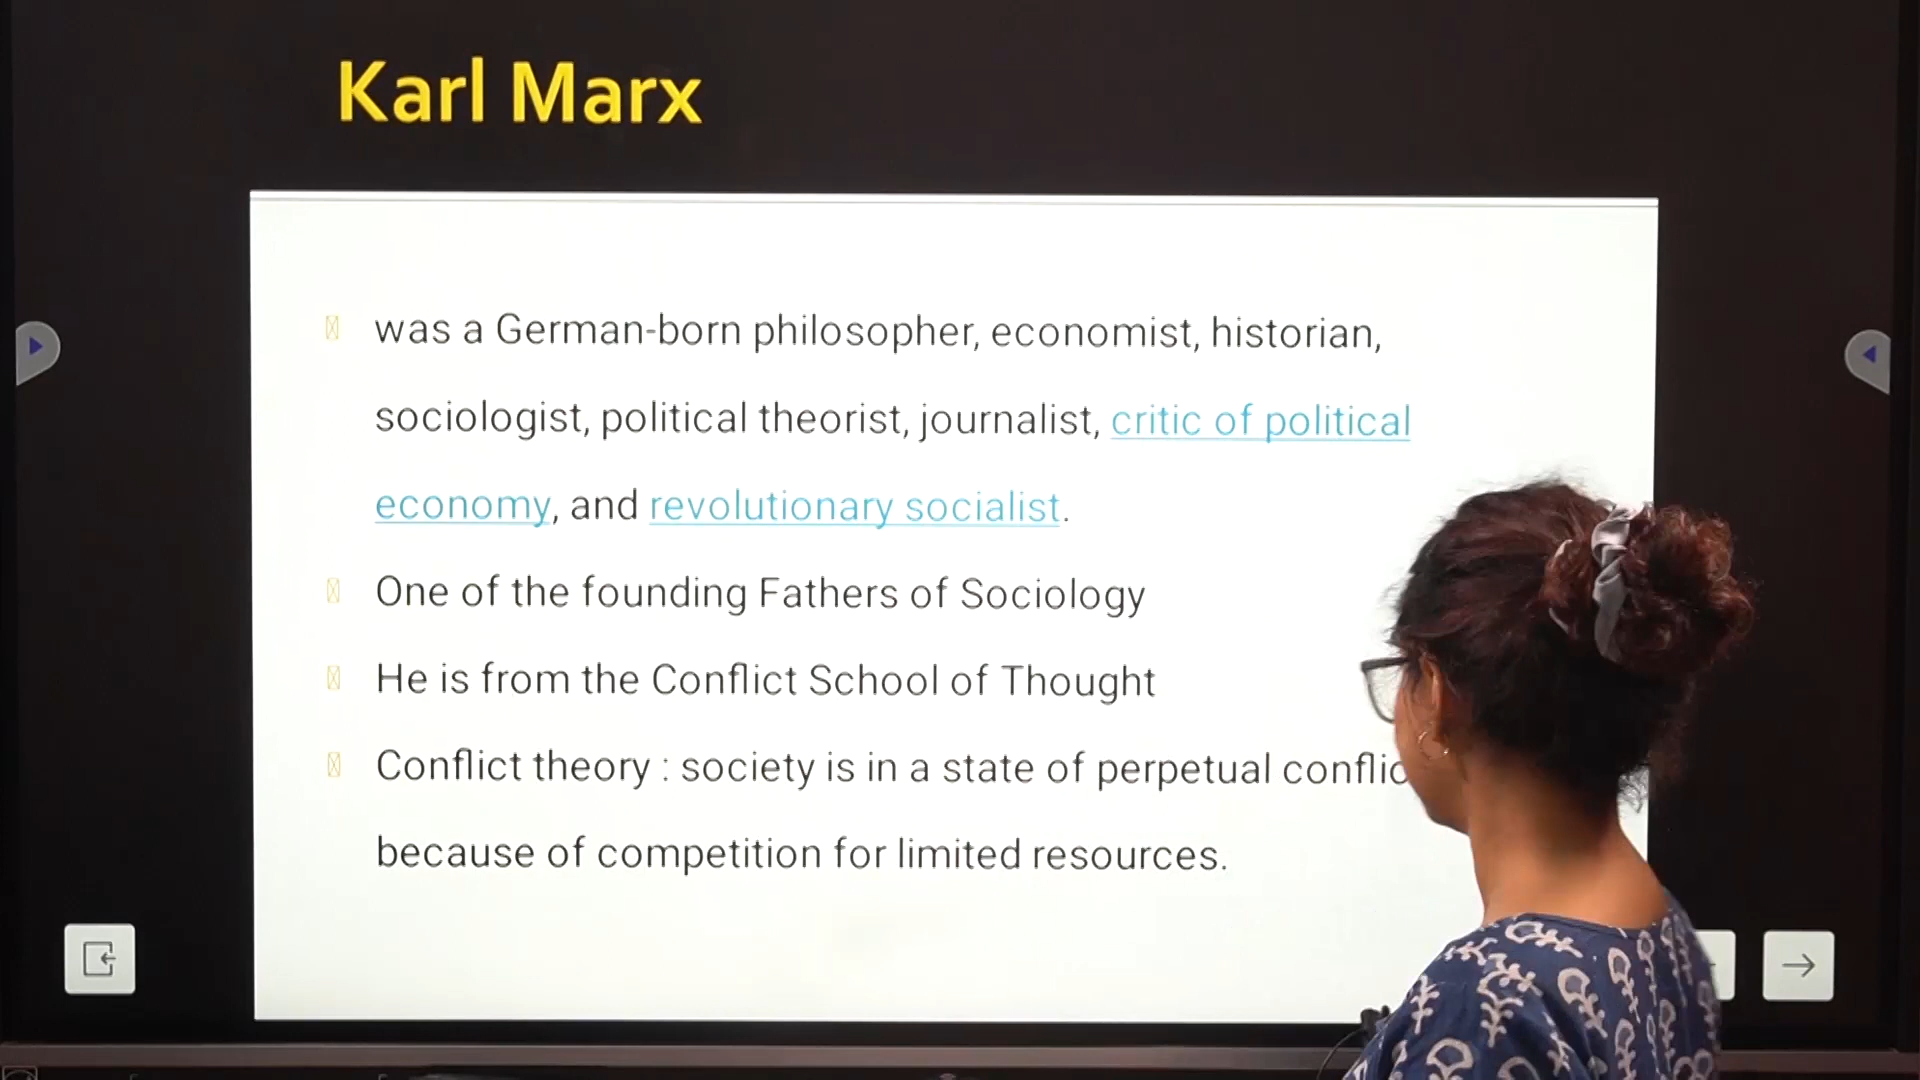 Karl Marx
was a German-born philosopher, economist, historian,
sociologist, political theorist, journalist, critic of political
economy, and revolutionary socialist.
One of the founding Fathers of Sociology
He is from the Conflict School of Thought
Conflict theory : society is in a state of perpetual
because of competition for limited resources.